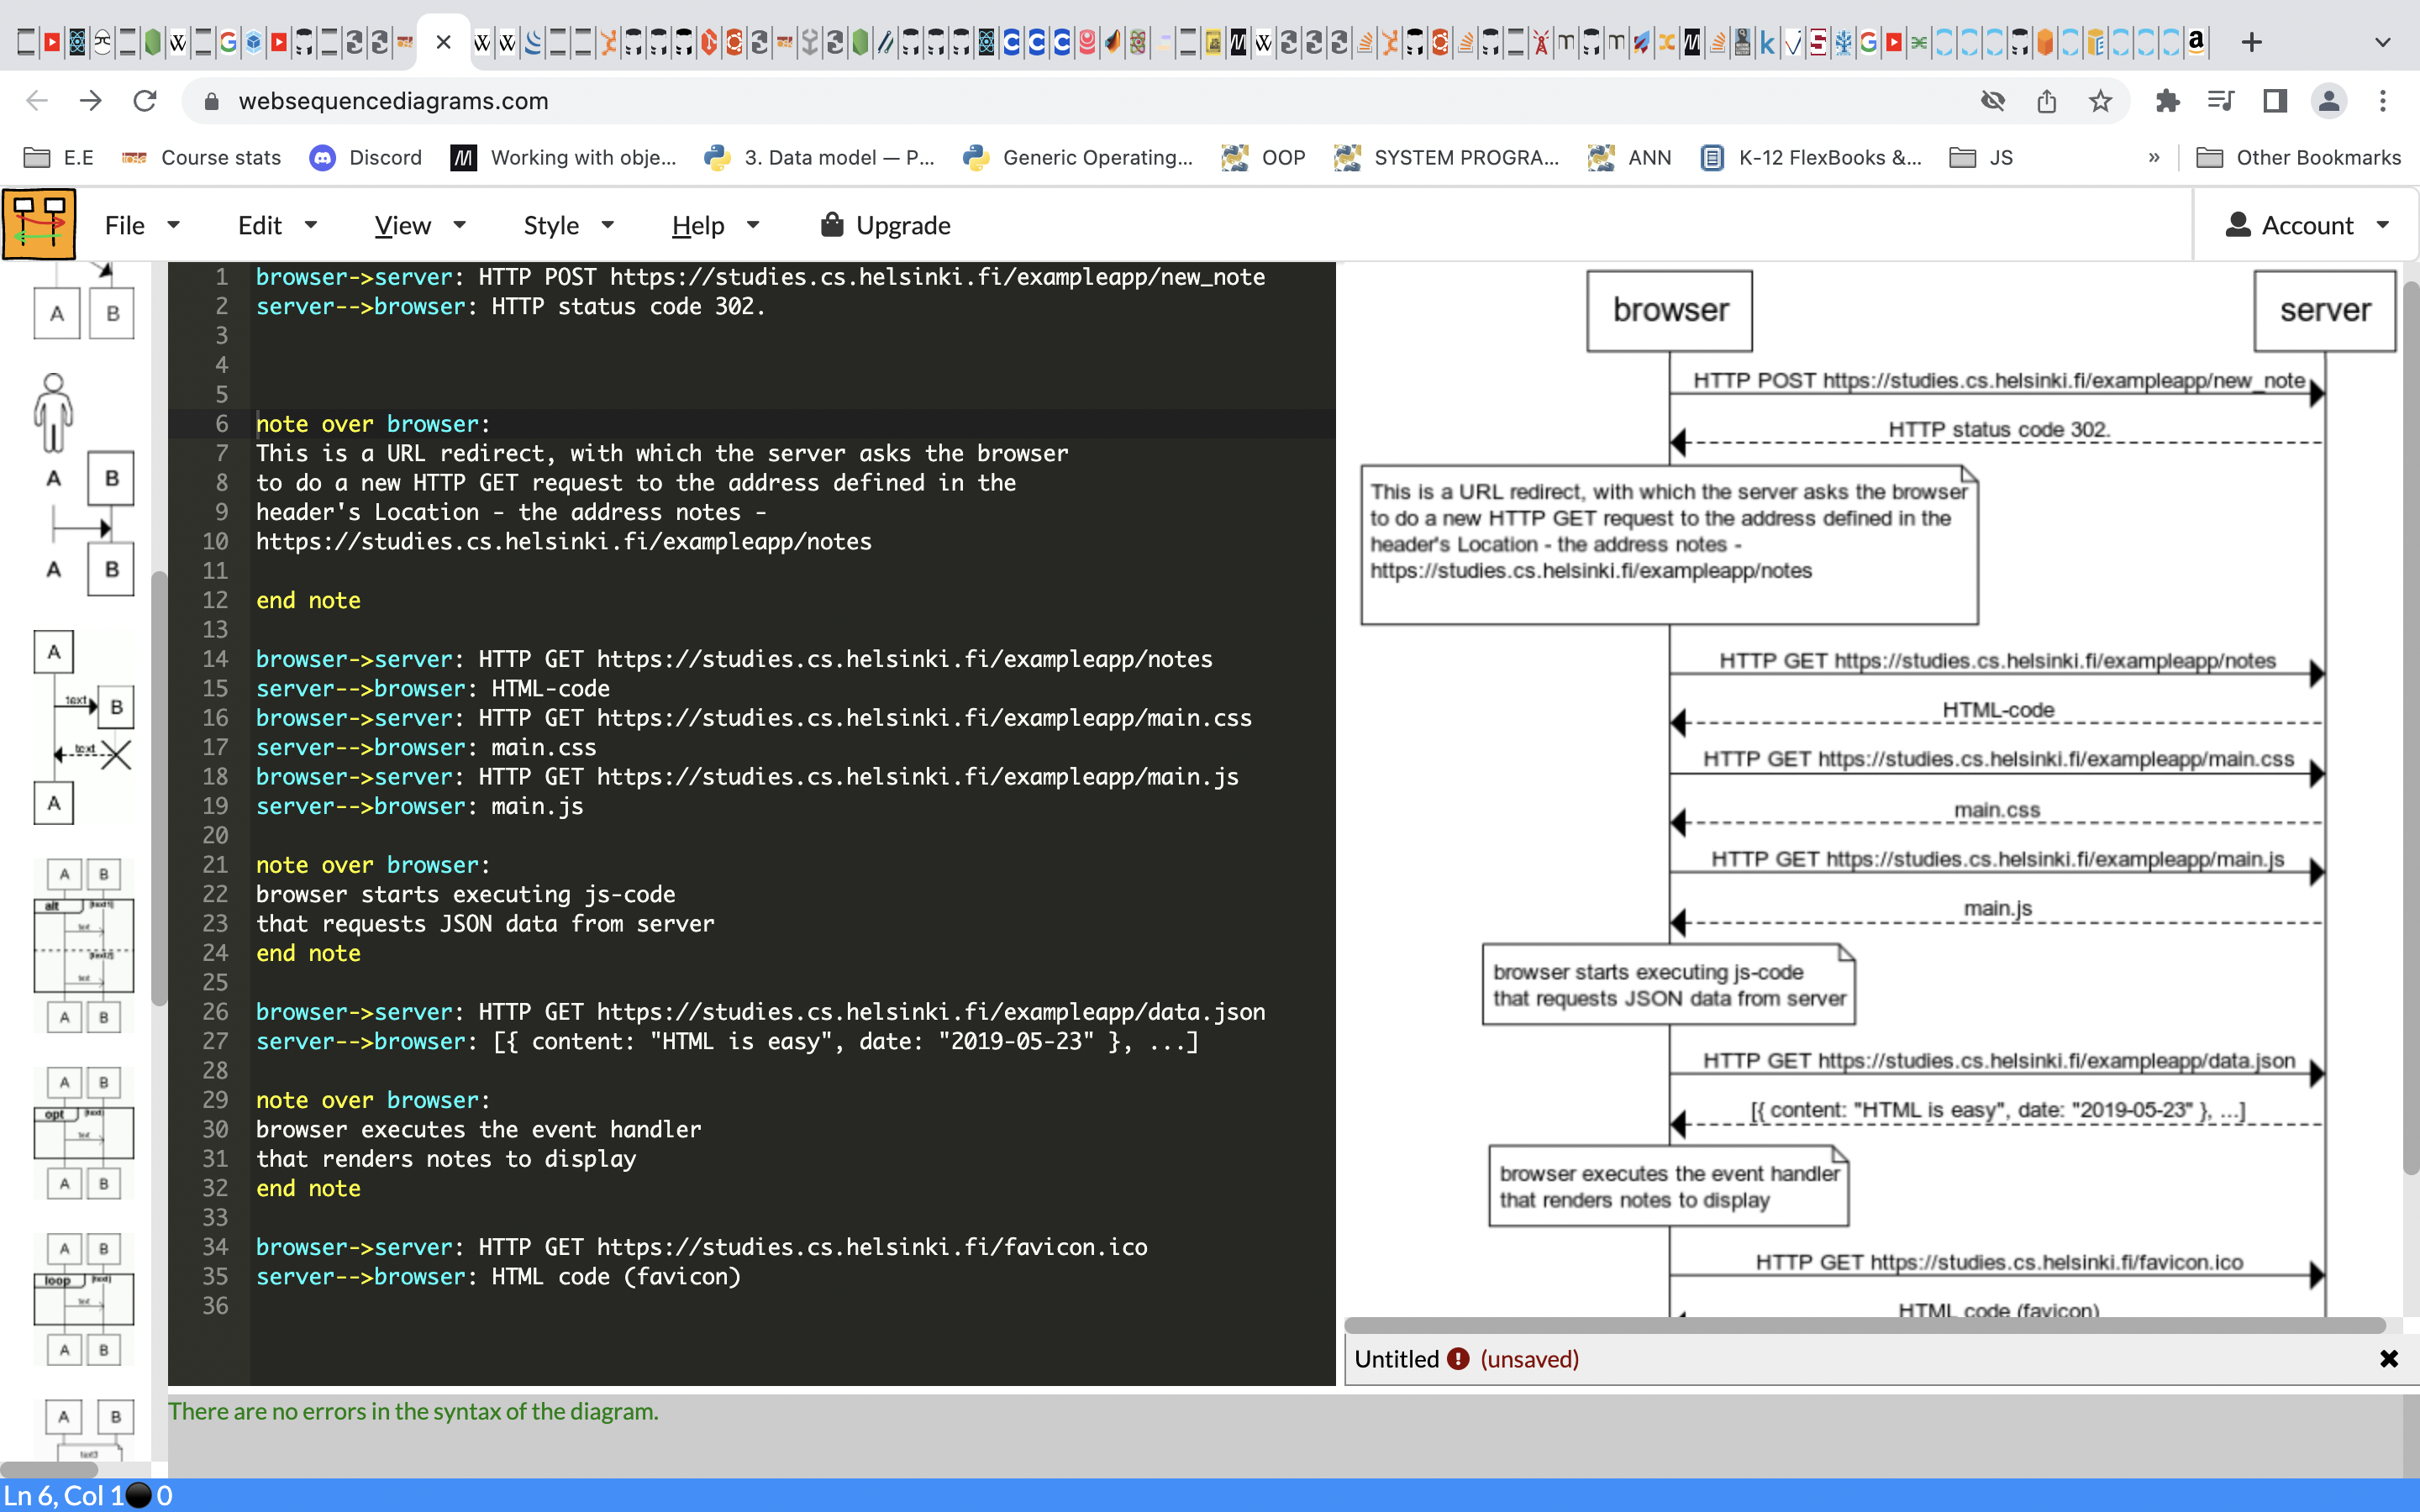 websequencediagrams.com
E.E
Course stats
Discord
Working with obje...
3. Data model — P...
Generic Operating...
OOP
SYSTEM PROGRA...
ANN
K-12 FlexBooks &...
JS
»
Other Bookmarks
File
Edit
View
Style
Help
Upgrade
Account
A B
A B
A B
A
text B
text
A
A B
alt [text1]
text
[text2]
text
A B
A B
opt [text]
text
A B
A B
loop [text]
text
A B
A B
text3
1 browser->server: HTTP POST https://studies.cs.helsinki.fi/exampleapp/new_note
2 server-->browser: HTTP status code 302.
3
4
5
6 note over browser:
7 This is a URL redirect, with which the server asks the browser
8 to do a new HTTP GET request to the address defined in the
9 header's Location - the address notes -
10 https://studies.cs.helsinki.fi/exampleapp/notes
11
12 end note
13
14 browser->server: HTTP GET https://studies.cs.helsinki.fi/exampleapp/notes
15 server-->browser: HTML-code
16 browser->server: HTTP GET https://studies.cs.helsinki.fi/exampleapp/main.css
17 server-->browser: main.css
18 browser->server: HTTP GET https://studies.cs.helsinki.fi/exampleapp/main.js
19 server-->browser: main.js
20
21 note over browser:
22 browser starts executing js-code
23 that requests JSON data from server
24 end note
25
26 browser->server: HTTP GET https://studies.cs.helsinki.fi/exampleapp/data.json
27 server-->browser: [{ content: "HTML is easy", date: "2019-05-23" }, ...]
28
29 note over browser:
30 browser executes the event handler
31 that renders notes to display
32 end note
33
34 browser->server: HTTP GET https://studies.cs.helsinki.fi/favicon.ico
35 server-->browser: HTML code (favicon)
36
browser
server
HTTP POST https://studies.cs.helsinki.fi/exampleapp/new_note
HTTP status code 302.
This is a URL redirect, with which the server asks the browser
to do a new HTTP GET request to the address defined in the
header's Location - the address notes -
https://studies.cs.helsinki.fi/exampleapp/notes
HTTP GET https://studies.cs.helsinki.fi/exampleapp/notes
HTML-code
HTTP GET https://studies.cs.helsinki.fi/exampleapp/main.css
main.css
HTTP GET https://studies.cs.helsinki.fi/exampleapp/main.js
main.js
browser starts executing js-code
that requests JSON data from server
HTTP GET https://studies.cs.helsinki.fi/exampleapp/data.json
[{ content: "HTML is easy", date: "2019-05-23" }, ...]
browser executes the event handler
that renders notes to display
HTTP GET https://studies.cs.helsinki.fi/favicon.ico
HTML code (favicon)
Untitled (unsaved)
There are no errors in the syntax of the diagram.
Ln 6, Col 1 0